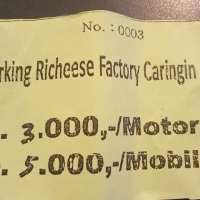 No. : 0003
rking Richeese Factory Caringin
. 3.000,-/Motor
. 5.000,-/Mobil